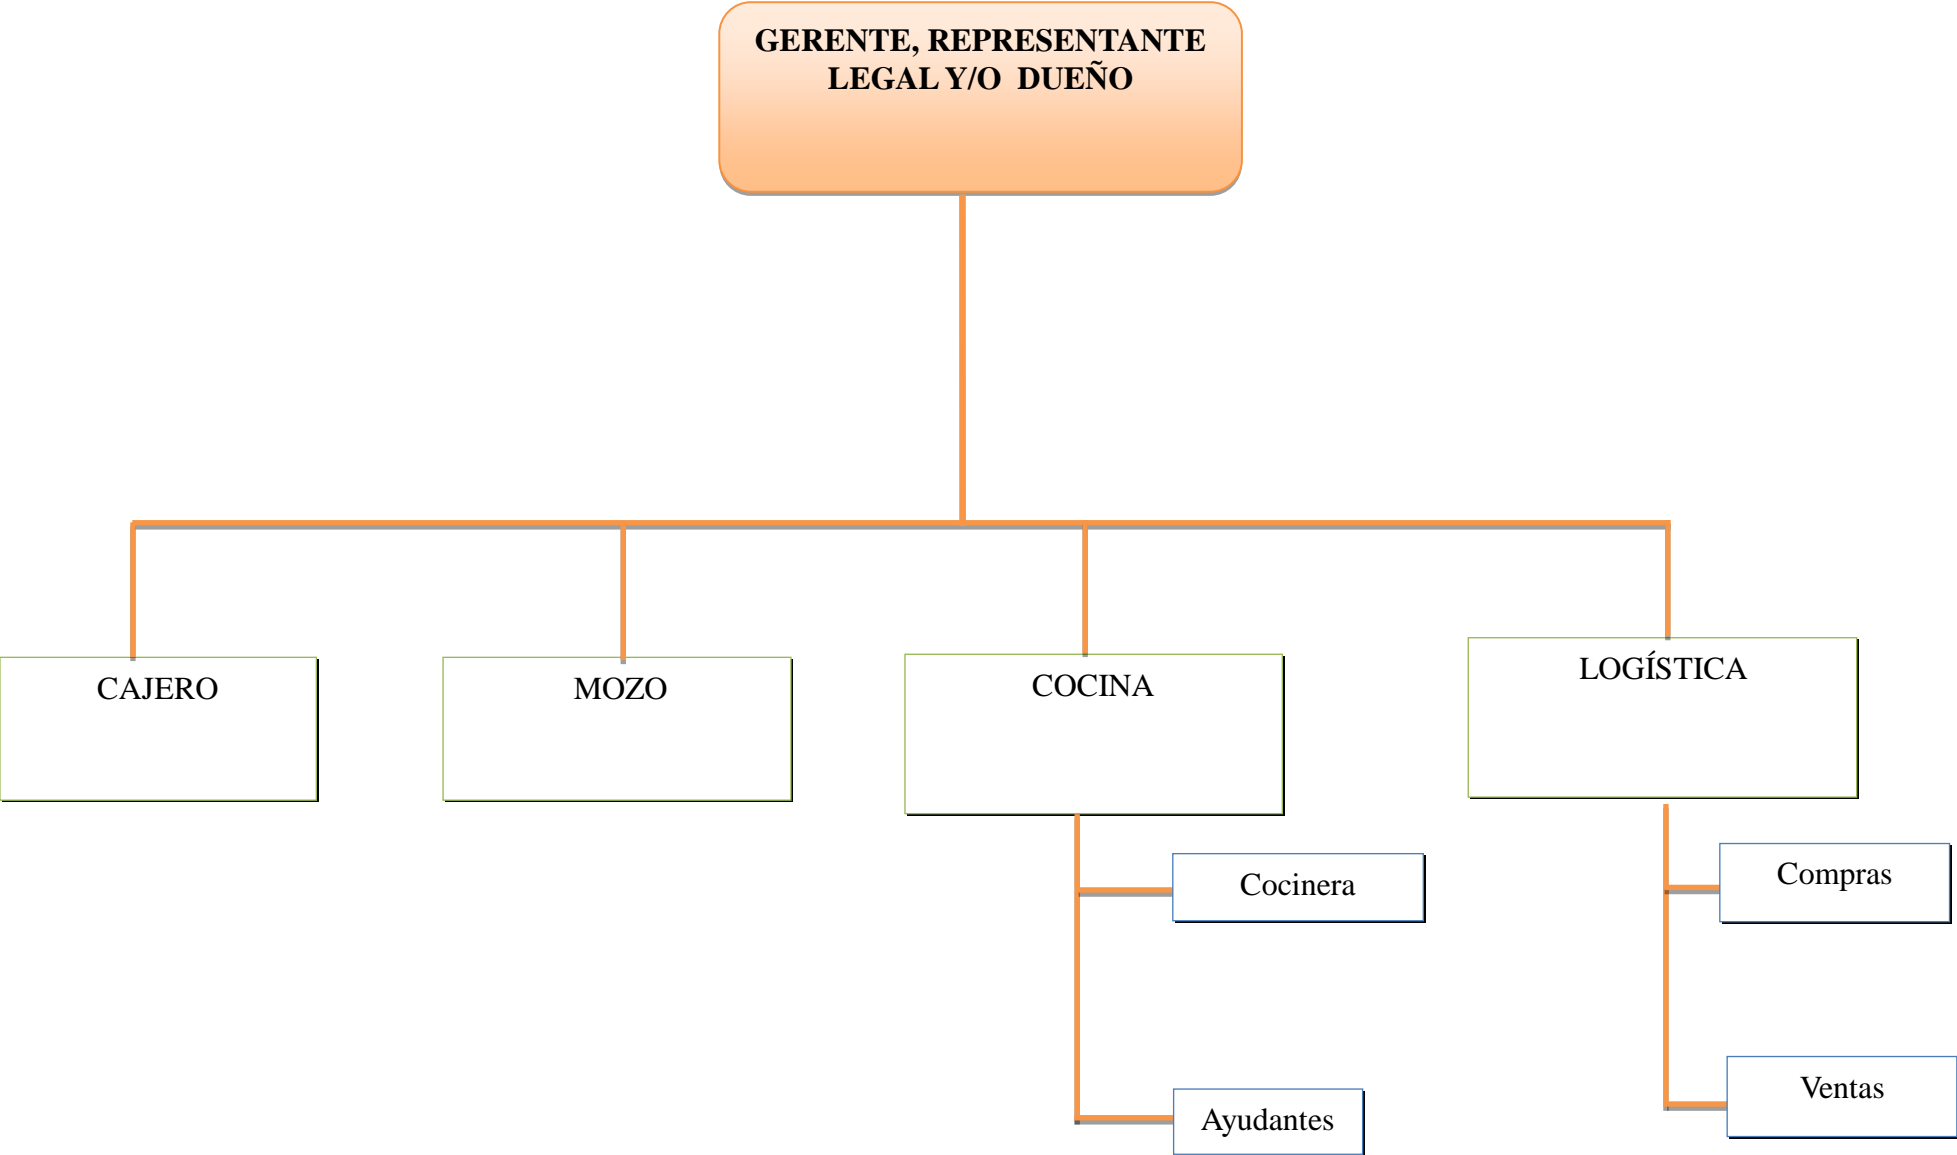 GERENTE, REPRESENTANTE
LEGAL Y/O  DUEÑO
CAJERO
MOZO
COCINA
LOGÍSTICA
Cocinera
Compras
Ayudantes
Ventas